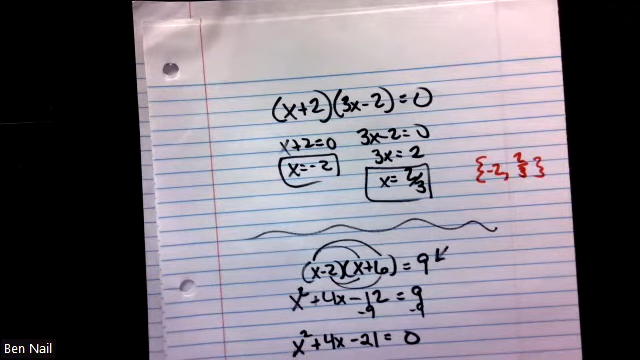 (x+2)(3x-2)=0
x+2=0 3x-2=0
x=-2 3x=2
x=2/3 {-2, 2/3}
(x-2)(x+6)=9
x²+4x-12=9
-9 -9
x²+4x-21=0
Ben Nail